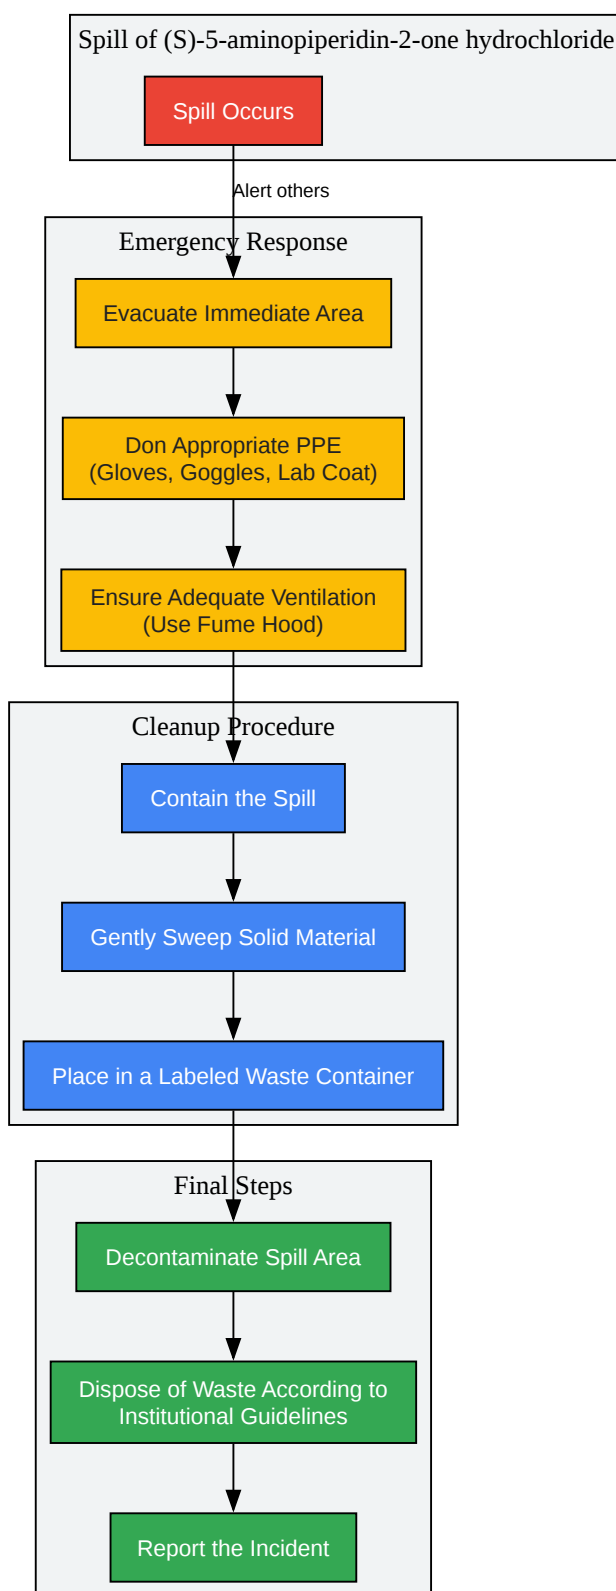 Spill of (S)-5-aminopiperidin-2-one hydrochloride
Spill Occurs
Alert others
Emergency Response
Evacuate Immediate Area
Don Appropriate PPE
(Gloves, Goggles, Lab Coat)
Ensure Adequate Ventilation
(Use Fume Hood)
Cleanup Procedure
Contain the Spill
Gently Sweep Solid Material
Place in a Labeled Waste Container
Final Steps
Decontaminate Spill Area
Dispose of Waste According to
Institutional Guidelines
Report the Incident